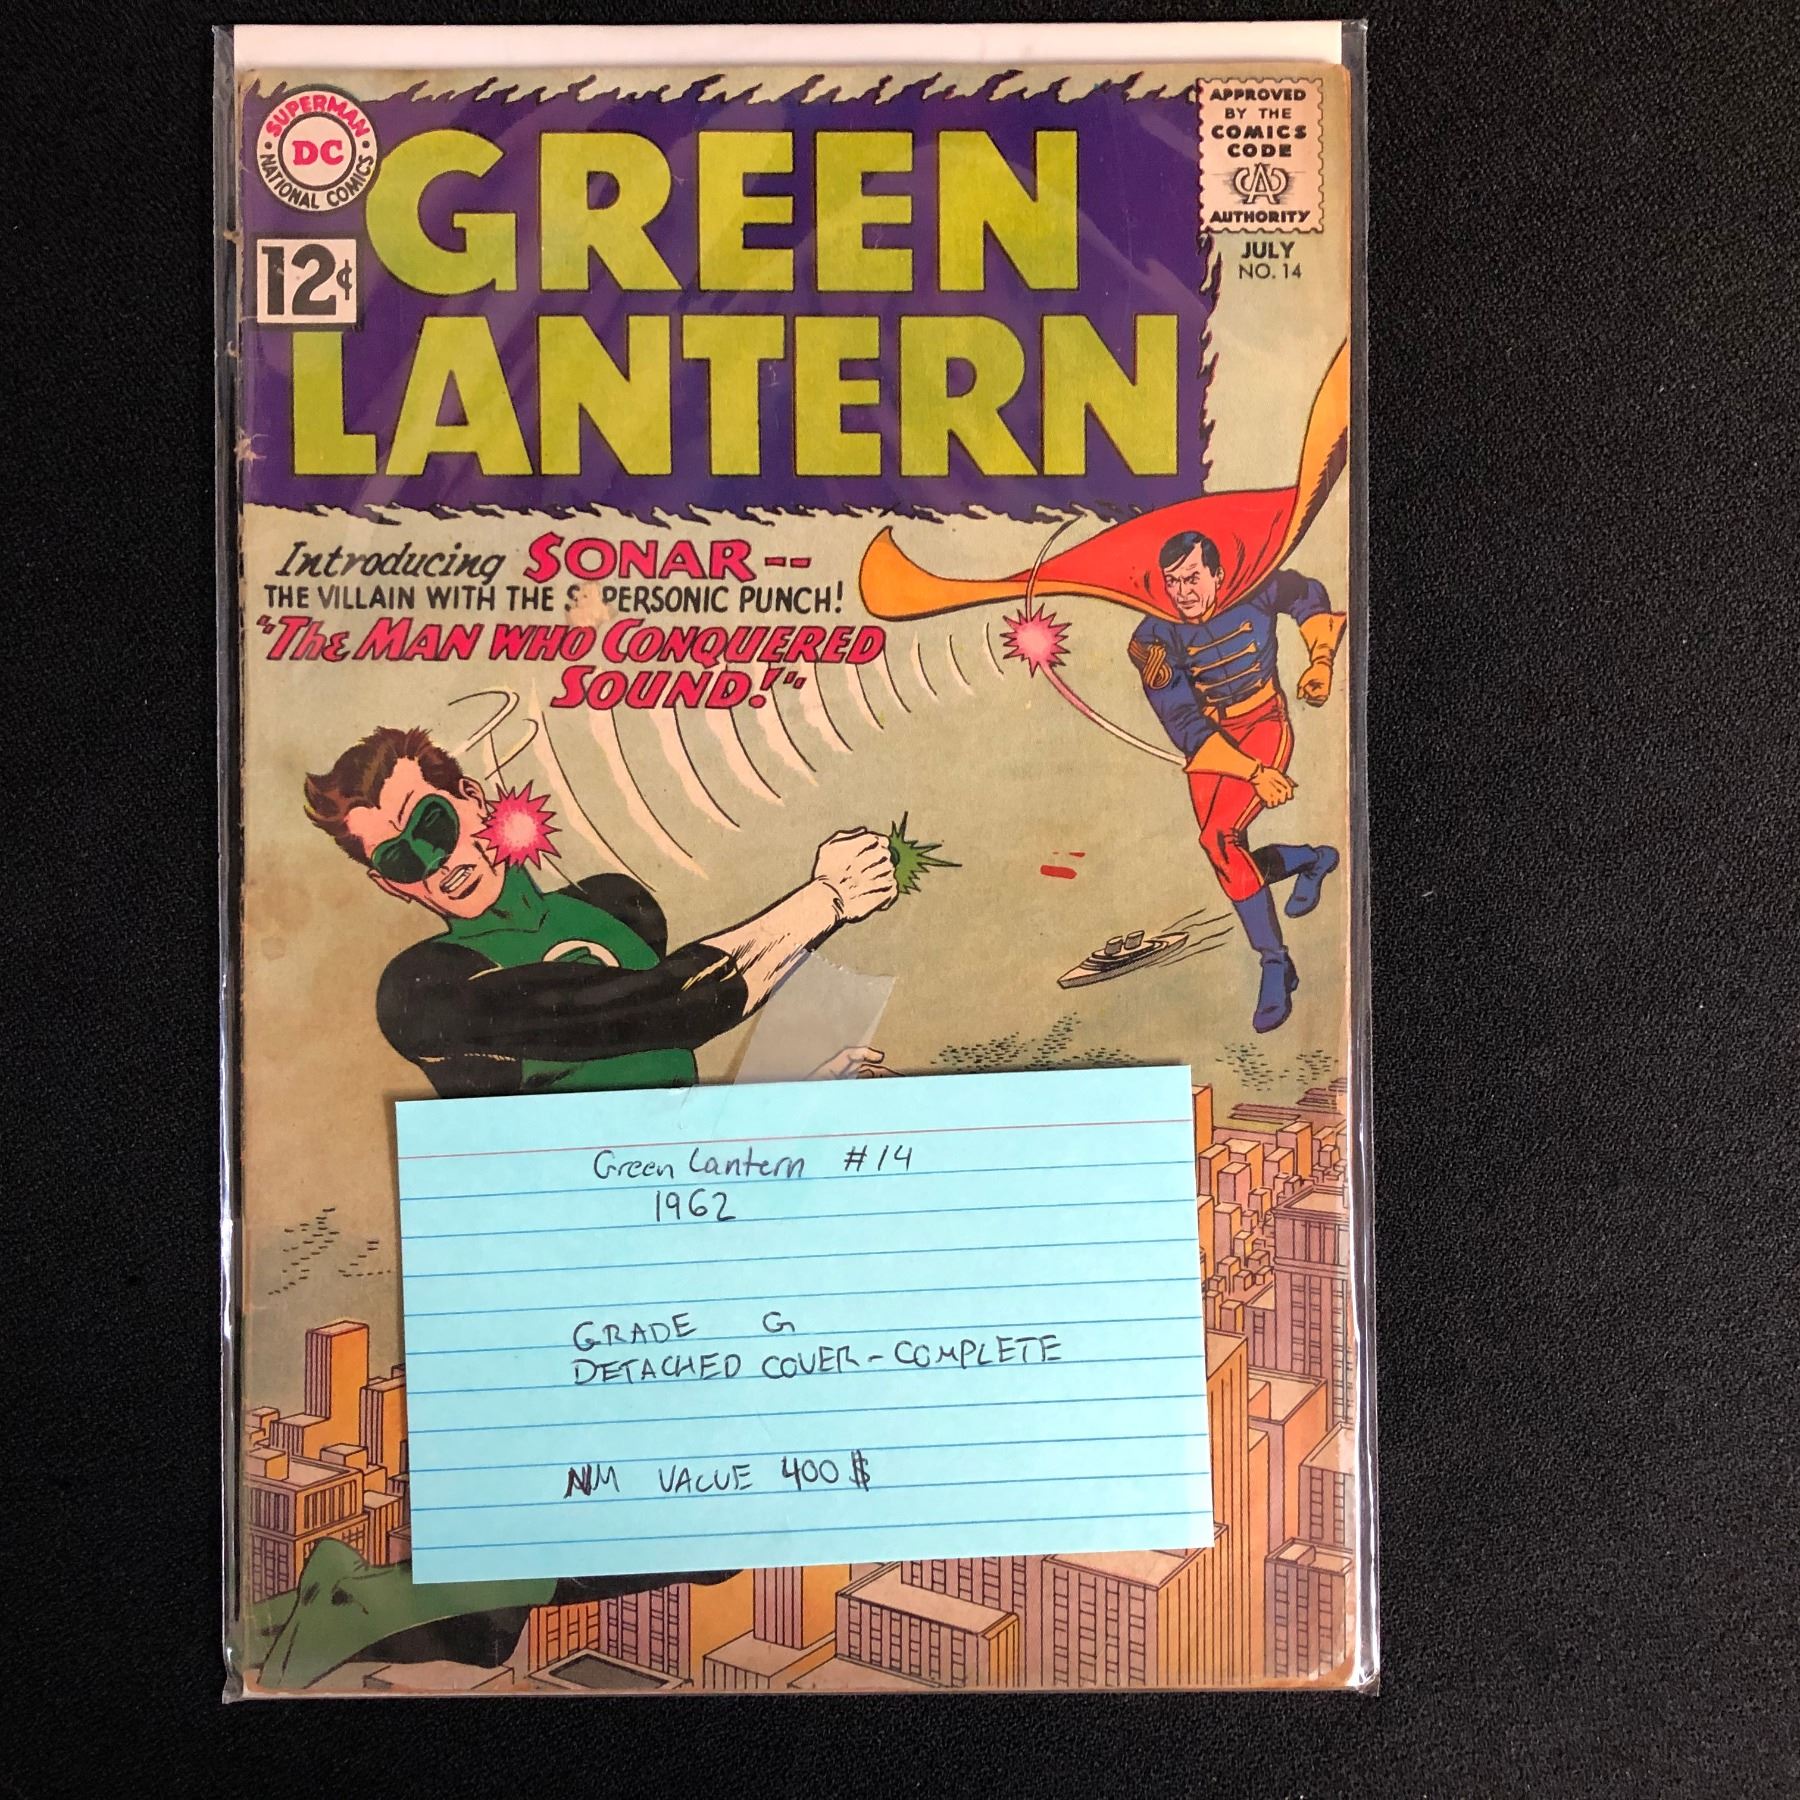 SUPERMAN
DC
NATIONAL COMICS
12¢
GREEN
LANTERN
APPROVED
BY THE
COMICS
CODE
CA
AUTHORITY
JULY
NO. 14
Introducing SONAR--
THE VILLAIN WITH THE S PERSONIC PUNCH!
"THE MAN WHO CONQUERED
SOUND!"
Green Lantern #14
1962
GRADE G
DETACHED COVER - COMPLETE
NM VALUE 400$